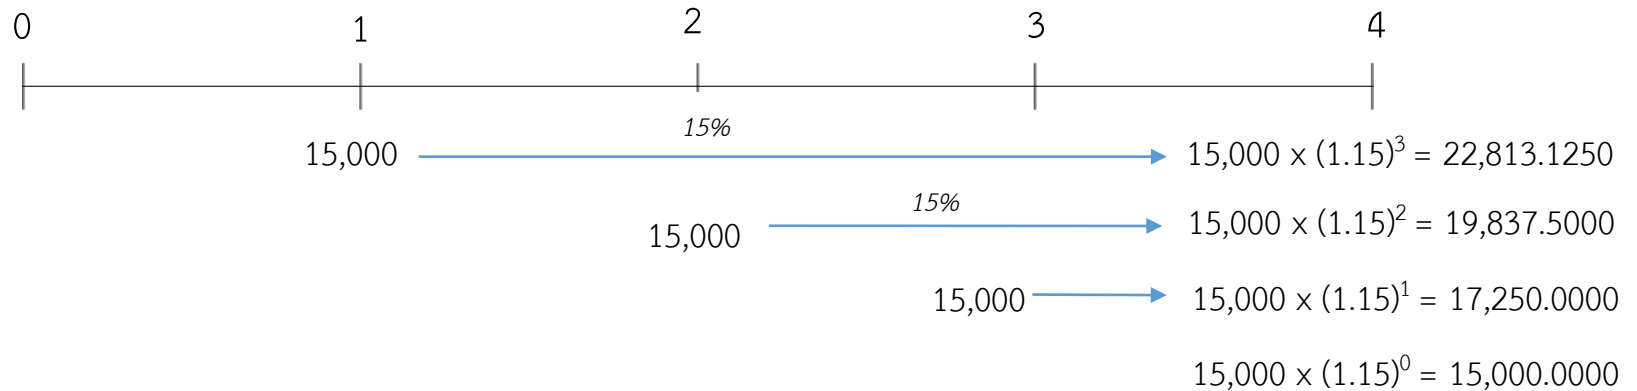 0 1 2 3 4
15%
15,000 15,000 x (1.15)³ = 22,813.1250
15%
15,000 15,000 x (1.15)² = 19,837.5000
15,000 15,000 x (1.15)¹ = 17,250.0000
15,000 x (1.15)⁰ = 15,000.0000